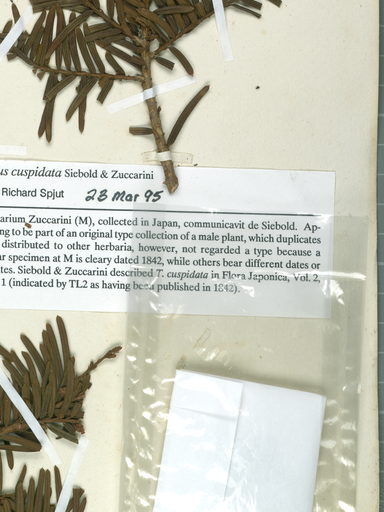 us cuspidata Siebold & Zuccarini
Richard Spjut 23 Mar 95
arium Zuccarini (M), collected in Japan, communicavit de Siebold. Ap-
ng to be part of an original type collection of a male plant, which duplicates
distributed to other herbaria, however, not regarded a type because a
ar specimen at M is cleary dated 1842, while others bear different dates or
tes. Siebold & Zuccarini described T. cuspidata in Flora Japonica, Vol. 2,
1 (indicated by TL2 as having been published in 1842).